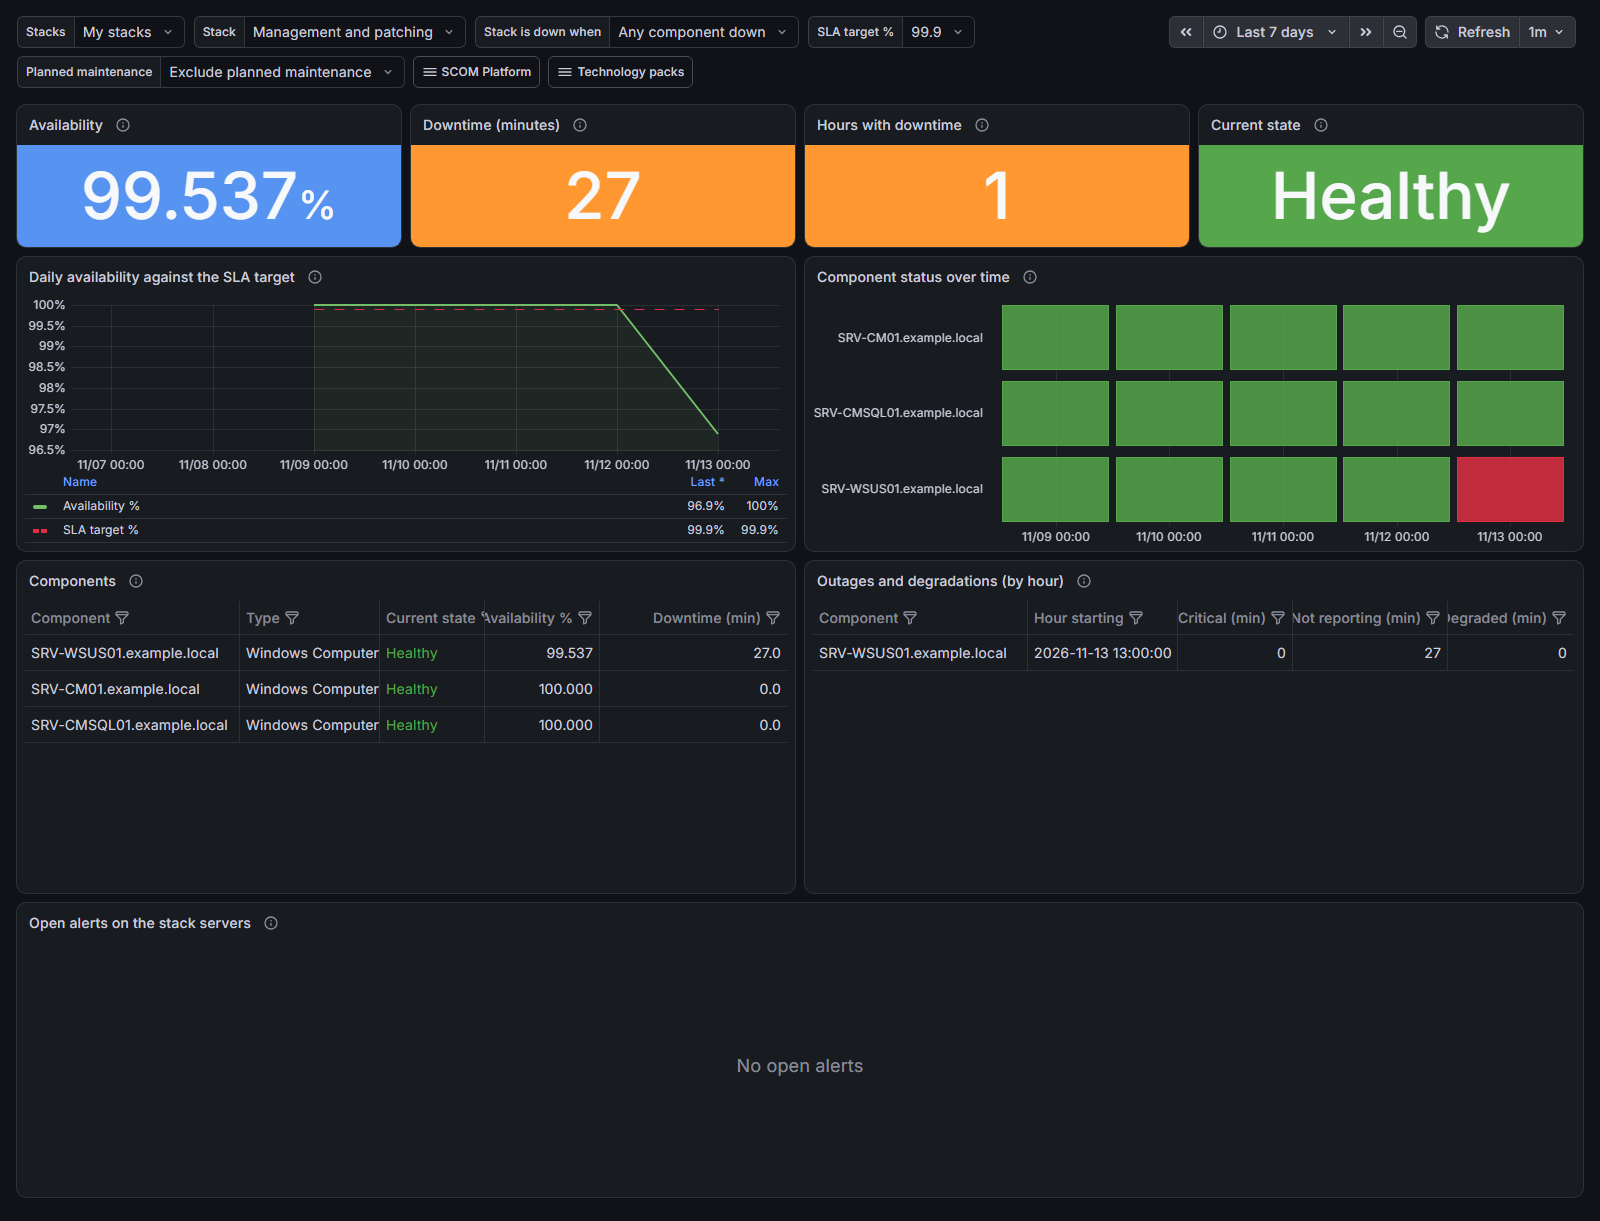 Stacks My stacks Stack Management and patching Stack is down when Any component down SLA target % 99.9 Last 7 days Refresh 1m
Planned maintenance Exclude planned maintenance SCOM Platform Technology packs
Availability
99.537%
Downtime (minutes)
27
Hours with downtime
1
Current state
Healthy
Daily availability against the SLA target
100%
99.5%
99%
98.5%
98%
97.5%
97%
96.5%
11/07 00:00 11/08 00:00 11/09 00:00 11/10 00:00 11/11 00:00 11/12 00:00 11/13 00:00
Name Last * Max
Availability % 96.9% 100%
SLA target % 99.9% 99.9%
Component status over time
SRV-CM01.example.local
SRV-CMSQL01.example.local
SRV-WSUS01.example.local
11/09 00:00 11/10 00:00 11/11 00:00 11/12 00:00 11/13 00:00
Components
Component Type Current state Availability % Downtime (min)
SRV-WSUS01.example.local Windows Computer Healthy 99.537 27.0
SRV-CM01.example.local Windows Computer Healthy 100.000 0.0
SRV-CMSQL01.example.local Windows Computer Healthy 100.000 0.0
Outages and degradations (by hour)
Component Hour starting Critical (min) Not reporting (min) Degraded (min)
SRV-WSUS01.example.local 2026-11-13 13:00:00 0 27 0
Open alerts on the stack servers
No open alerts